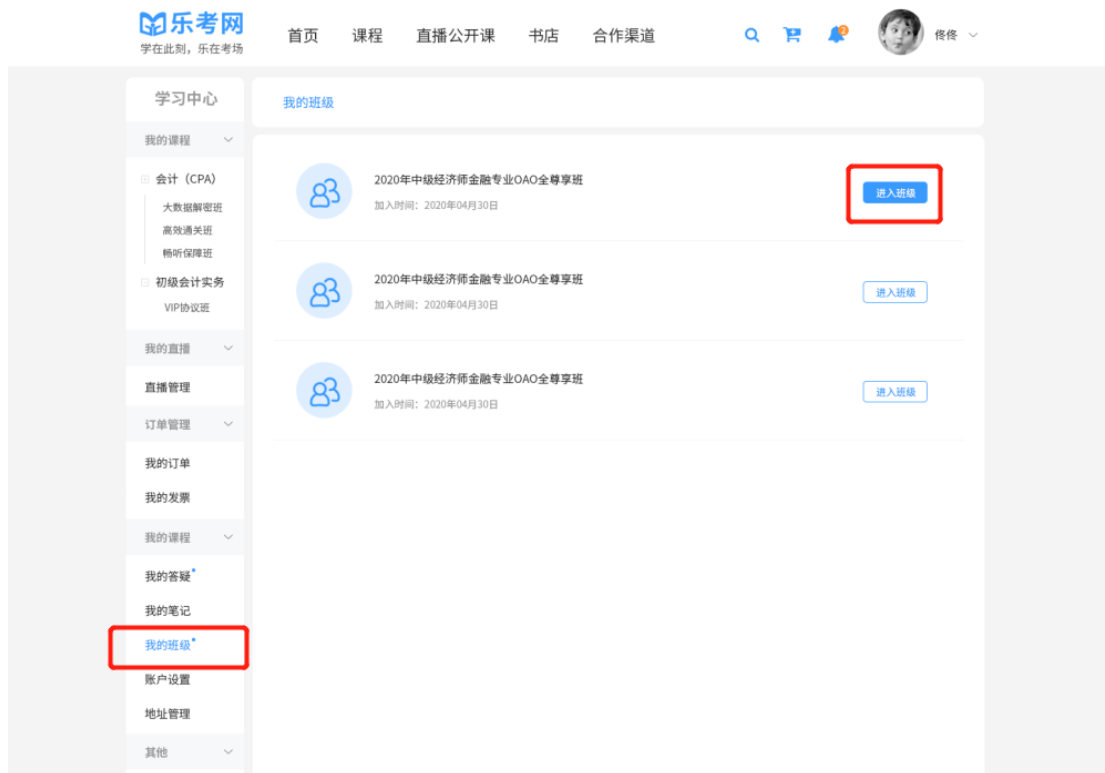 乐考网
学在此刻，乐在考场
首页 课程 直播公开课 书店 合作渠道
2
佟佟
学习中心
我的课程
会计（CPA）
大数据解密班
高效通关班
畅听保障班
初级会计实务
VIP协议班
我的直播
直播管理
订单管理
我的订单
我的发票
我的课程
我的答疑
我的笔记
我的班级
账户设置
地址管理
其他
我的班级
2020年中级经济师金融专业OAO全尊享班
加入时间：2020年04月30日
进入班级
2020年中级经济师金融专业OAO全尊享班
加入时间：2020年04月30日
进入班级
2020年中级经济师金融专业OAO全尊享班
加入时间：2020年04月30日
进入班级